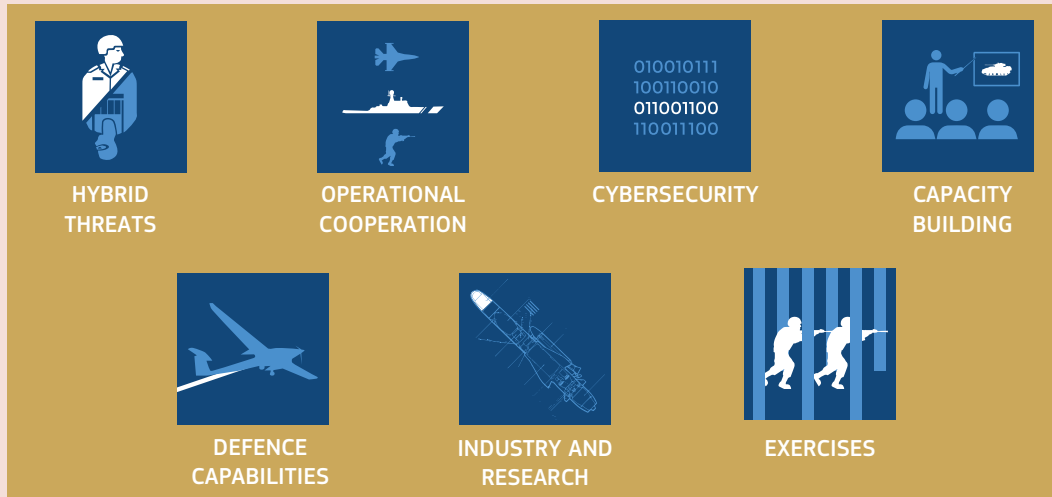 010010111
100110010
011001100
110011100
HYBRID
THREATS
OPERATIONAL
COOPERATION
CYBERSECURITY
CAPACITY
BUILDING
DEFENCE
CAPABILITIES
INDUSTRY AND
RESEARCH
EXERCISES